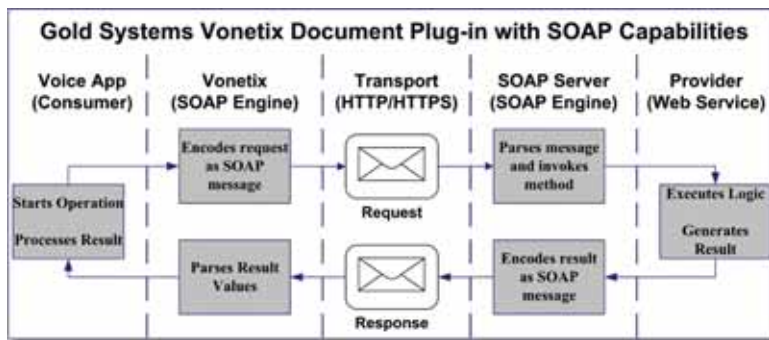 Gold Systems Vonetix Document Plug-in with SOAP Capabilities
Voice App
(Consumer)
Vonetix
(SOAP Engine)
Transport
(HTTP/HTTPS)
SOAP Server
(SOAP Engine)
Provider
(Web Service)
Encodes request
as SOAP
message
Parses message
and invokes
method
Request
Starts Operation
Processes Result
Executes Logic
Generates
Result
Parses Result
Values
Encodes result
as SOAP
message
Response